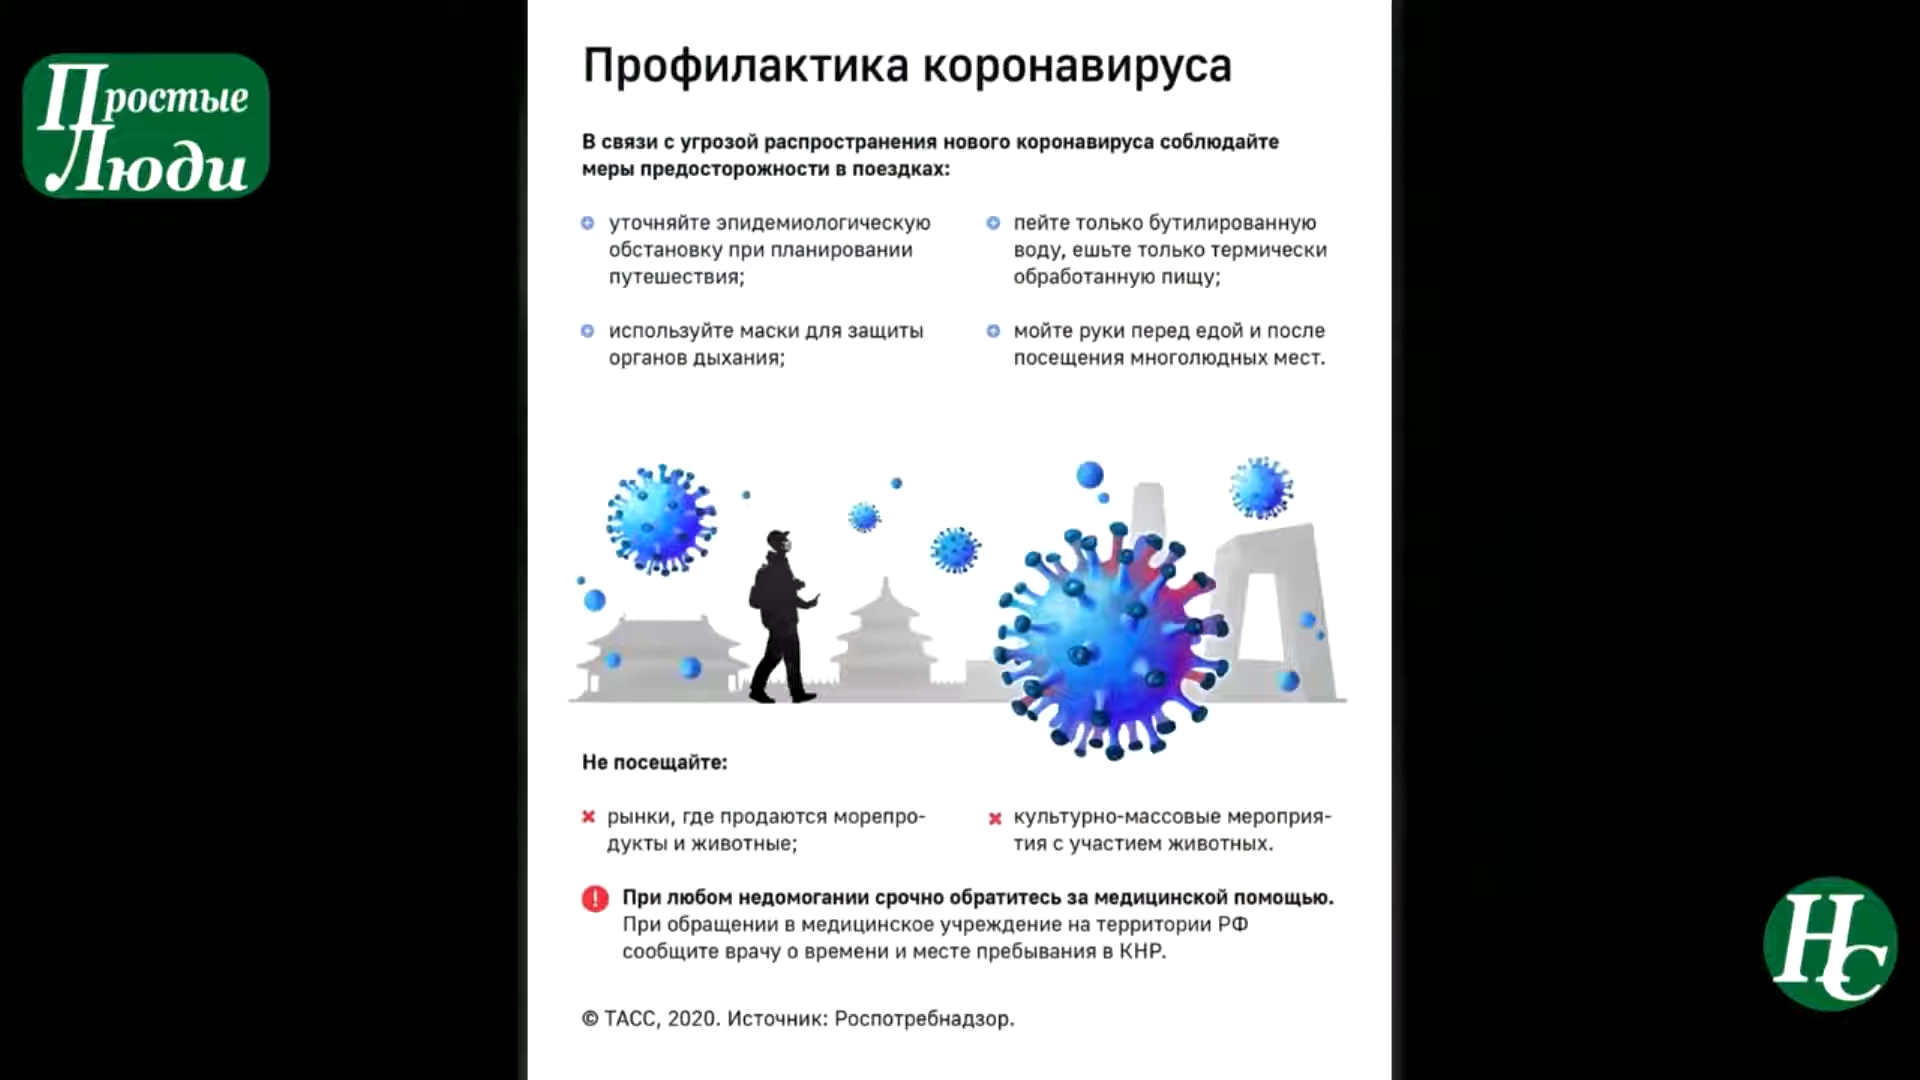 Простые
Люди
Профилактика коронавируса
В связи с угрозой распространения нового коронавируса соблюдайте
меры предосторожности в поездках:
уточняйте эпидемиологическую
обстановку при планировании
путешествия;
используйте маски для защиты
органов дыхания;
пейте только бутилированную
воду, ешьте только термически
обработанную пищу;
мойте руки перед едой и после
посещения многолюдных мест.
Не посещайте:
рынки, где продаются морепро-
дукты и животные;
культурно-массовые мероприя-
тия с участием животных.
При любом недомогании срочно обратитесь за медицинской помощью.
При обращении в медицинское учреждение на территории РФ
сообщите врачу о времени и месте пребывания в КНР.
© ТАСС, 2020. Источник: Роспотребнадзор.
НС